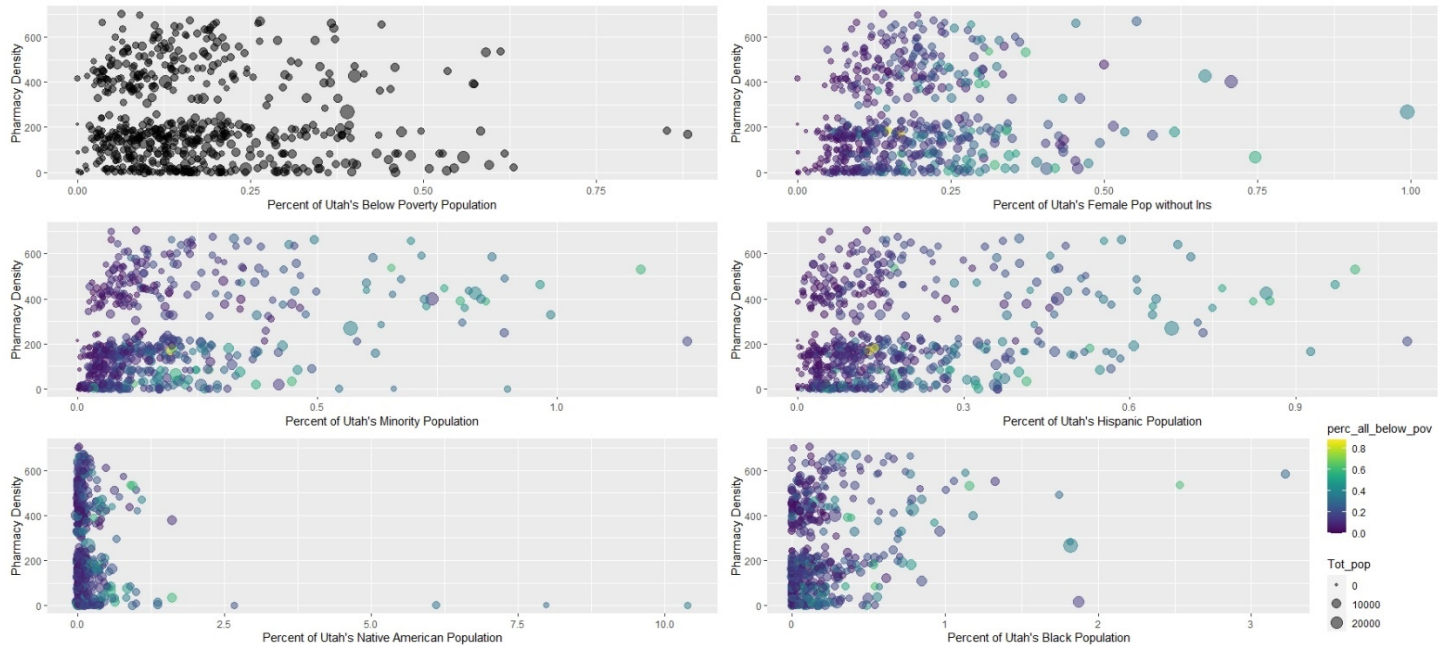 Pharmacy Density
600
400
200
0
0.00 0.25 0.50 0.75
Percent of Utah's Below Poverty Population
Pharmacy Density
600
400
200
0
0.00 0.25 0.50 0.75 1.00
Percent of Utah's Female Pop without Ins
Pharmacy Density
600
400
200
0
0.0 0.5 1.0
Percent of Utah's Minority Population
Pharmacy Density
600
400
200
0
0.0 0.3 0.6 0.9
Percent of Utah's Hispanic Population
Pharmacy Density
600
400
200
0
0.0 2.5 5.0 7.5 10.0
Percent of Utah's Native American Population
Pharmacy Density
600
400
200
0
0 1 2 3
Percent of Utah's Black Population
perc_all_below_pov
0.8
0.6
0.4
0.2
0.0
Tot_pop
0
10000
20000